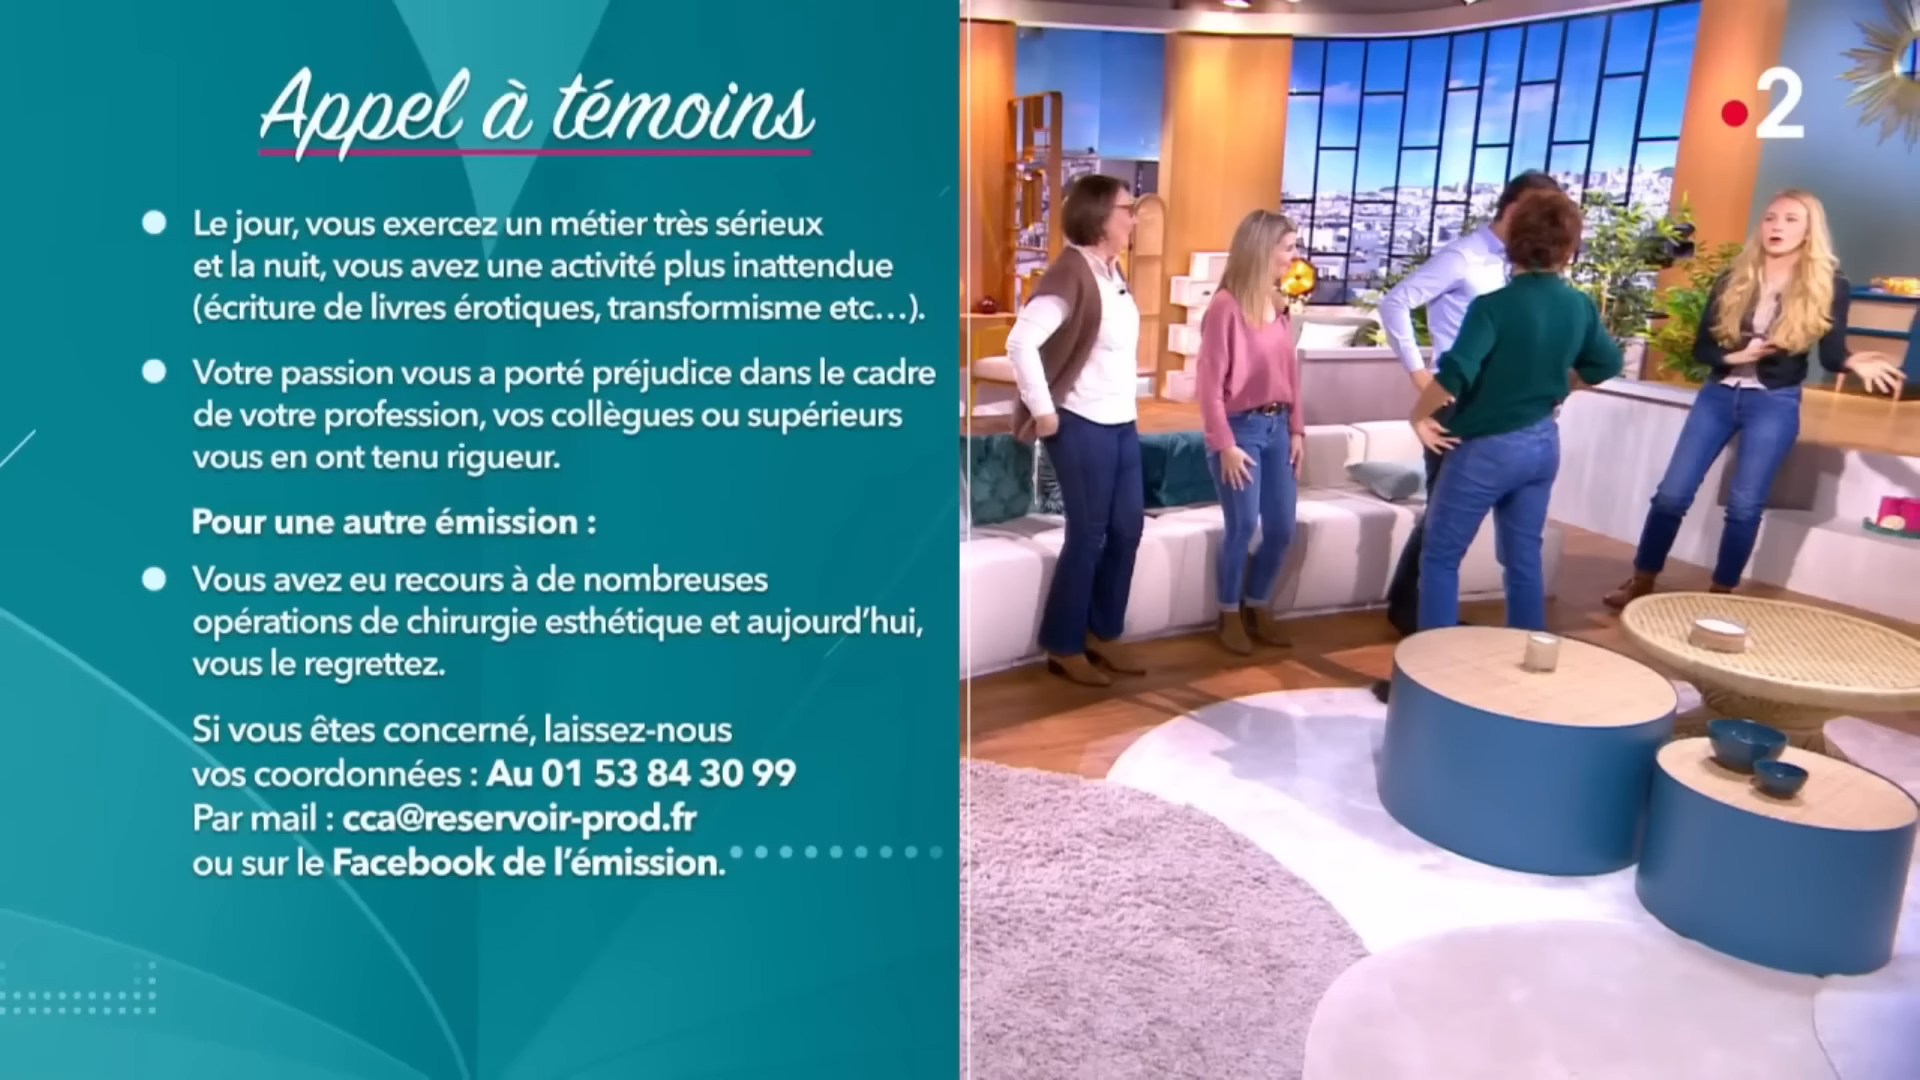 Appel à témoins
Le jour, vous exercez un métier très sérieux
et la nuit, vous avez une activité plus inattendue
(écriture de livres érotiques, transformisme etc...).
Votre passion vous a porté préjudice dans le cadre
de votre profession, vos collègues ou supérieurs
vous en ont tenu rigueur.
Pour une autre émission :
Vous avez eu recours à de nombreuses
opérations de chirurgie esthétique et aujourd'hui,
vous le regrettez.
Si vous êtes concerné, laissez-nous
vos coordonnées : Au 01 53 84 30 99
Par mail : cca@reservoir-prod.fr
ou sur le Facebook de l'émission.
2